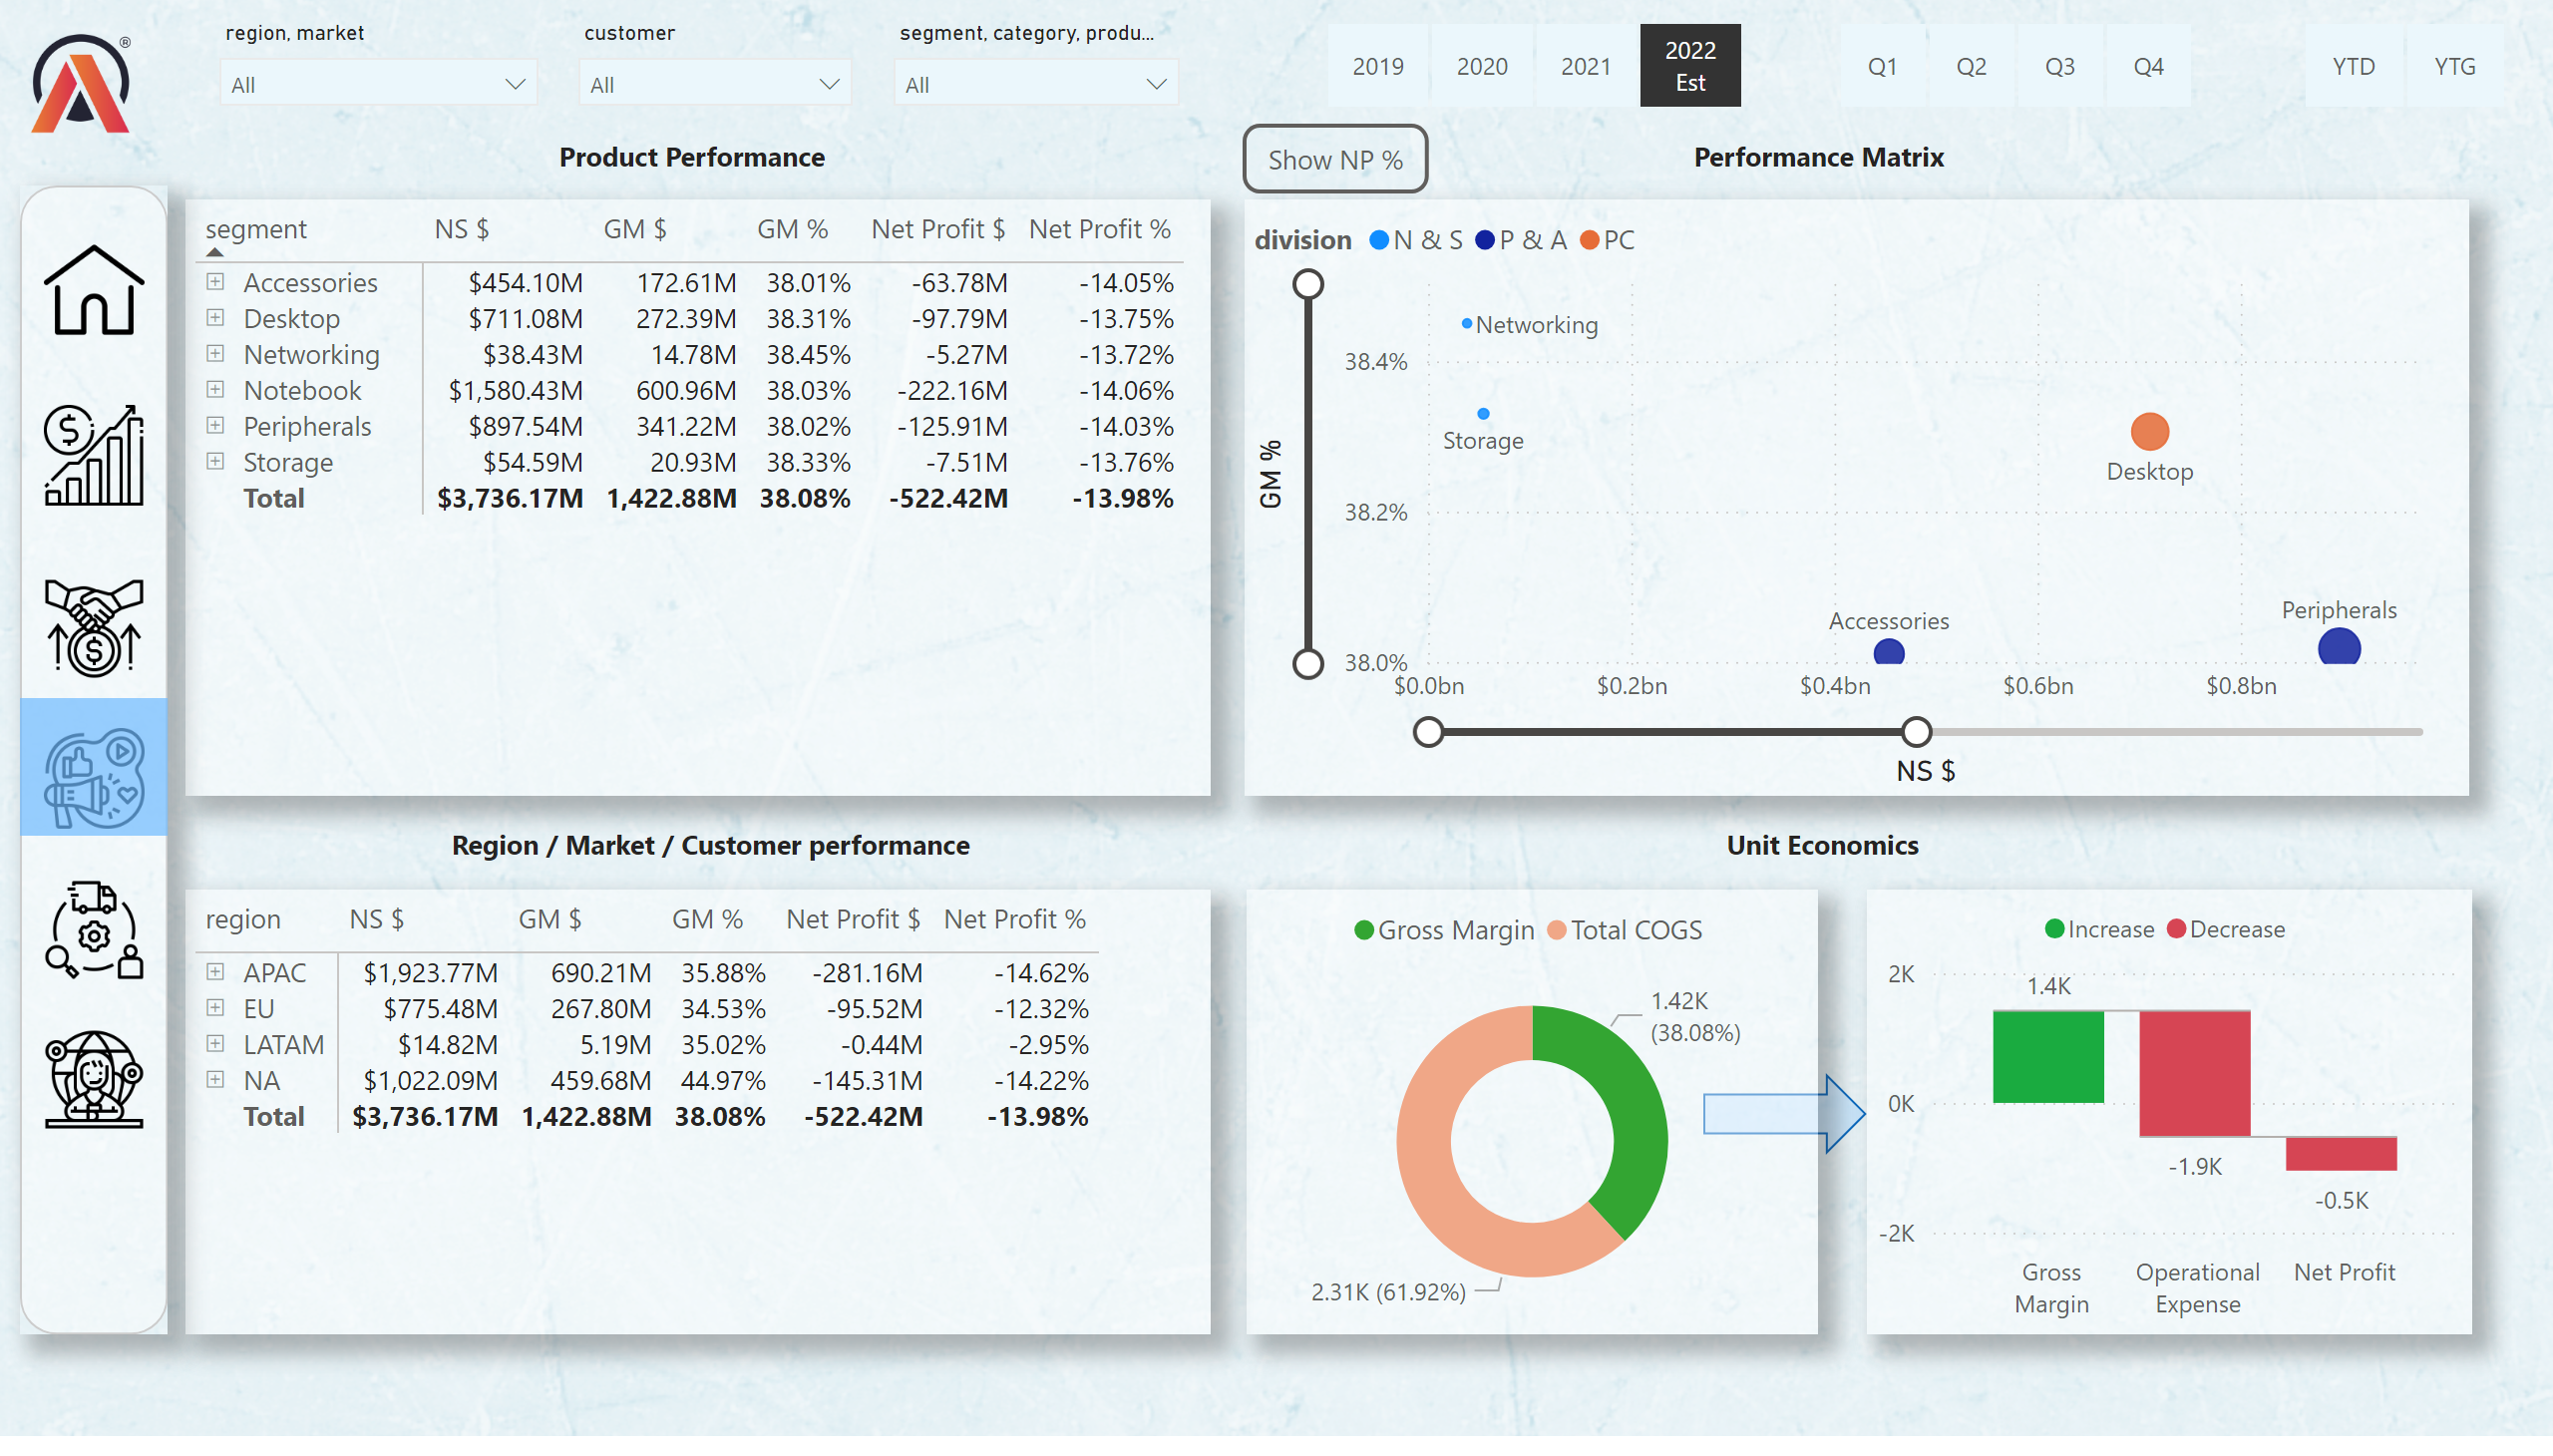 ®
region, market
customer
segment, category, produ...
All
All
All
2019
2020
2021
2022
Est
Q1
Q2
Q3
Q4
YTD
YTG
Product Performance
Show NP %
Performance Matrix
segment NS $ GM $ GM % Net Profit $ Net Profit %
Accessories $454.10M 172.61M 38.01% -63.78M -14.05%
Desktop $711.08M 272.39M 38.31% -97.79M -13.75%
Networking $38.43M 14.78M 38.45% -5.27M -13.72%
Notebook $1,580.43M 600.96M 38.03% -222.16M -14.06%
Peripherals $897.54M 341.22M 38.02% -125.91M -14.03%
Storage $54.59M 20.93M 38.33% -7.51M -13.76%
Total $3,736.17M 1,422.88M 38.08% -522.42M -13.98%
division N & S P & A PC
GM %
38.4%
38.2%
38.0%
Networking
Storage
Desktop
Accessories
Peripherals
$0.0bn $0.2bn $0.4bn $0.6bn $0.8bn
NS $
Region / Market / Customer performance
Unit Economics
region NS $ GM $ GM % Net Profit $ Net Profit %
APAC $1,923.77M 690.21M 35.88% -281.16M -14.62%
EU $775.48M 267.80M 34.53% -95.52M -12.32%
LATAM $14.82M 5.19M 35.02% -0.44M -2.95%
NA $1,022.09M 459.68M 44.97% -145.31M -14.22%
Total $3,736.17M 1,422.88M 38.08% -522.42M -13.98%
Gross Margin Total COGS
1.42K
(38.08%)
2.31K (61.92%)
Increase Decrease
2K
0K
-2K
1.4K
-1.9K
-0.5K
Gross
Margin
Operational
Expense
Net Profit